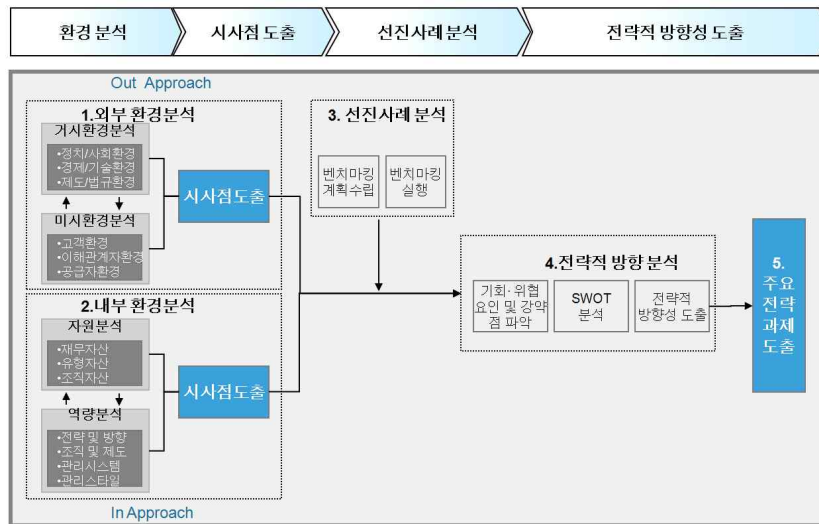 환경 분석
시사점 도출
선진사례 분석
전략적 방향성 도출
Out Approach
1.외부 환경분석
거시환경분석
•정치/사회환경
•경제/기술환경
•제도/법규환경
미시환경분석
•고객환경
•이해관계자환경
•공급자환경
시사점도출
2.내부 환경분석
자원분석
•재무자산
•유형자산
•조직자산
역량분석
•전략 및 방향
•조직 및 제도
•관리시스템
•관리스타일
시사점도출
In Approach
3. 선진사례 분석
벤치마킹
계획수립
벤치마킹
실행
4.전략적 방향 분석
기회·위협
요인 및 강약
점 파악
SWOT
분석
전략적
방향성 도출
5.
주요
전략
과제
도출